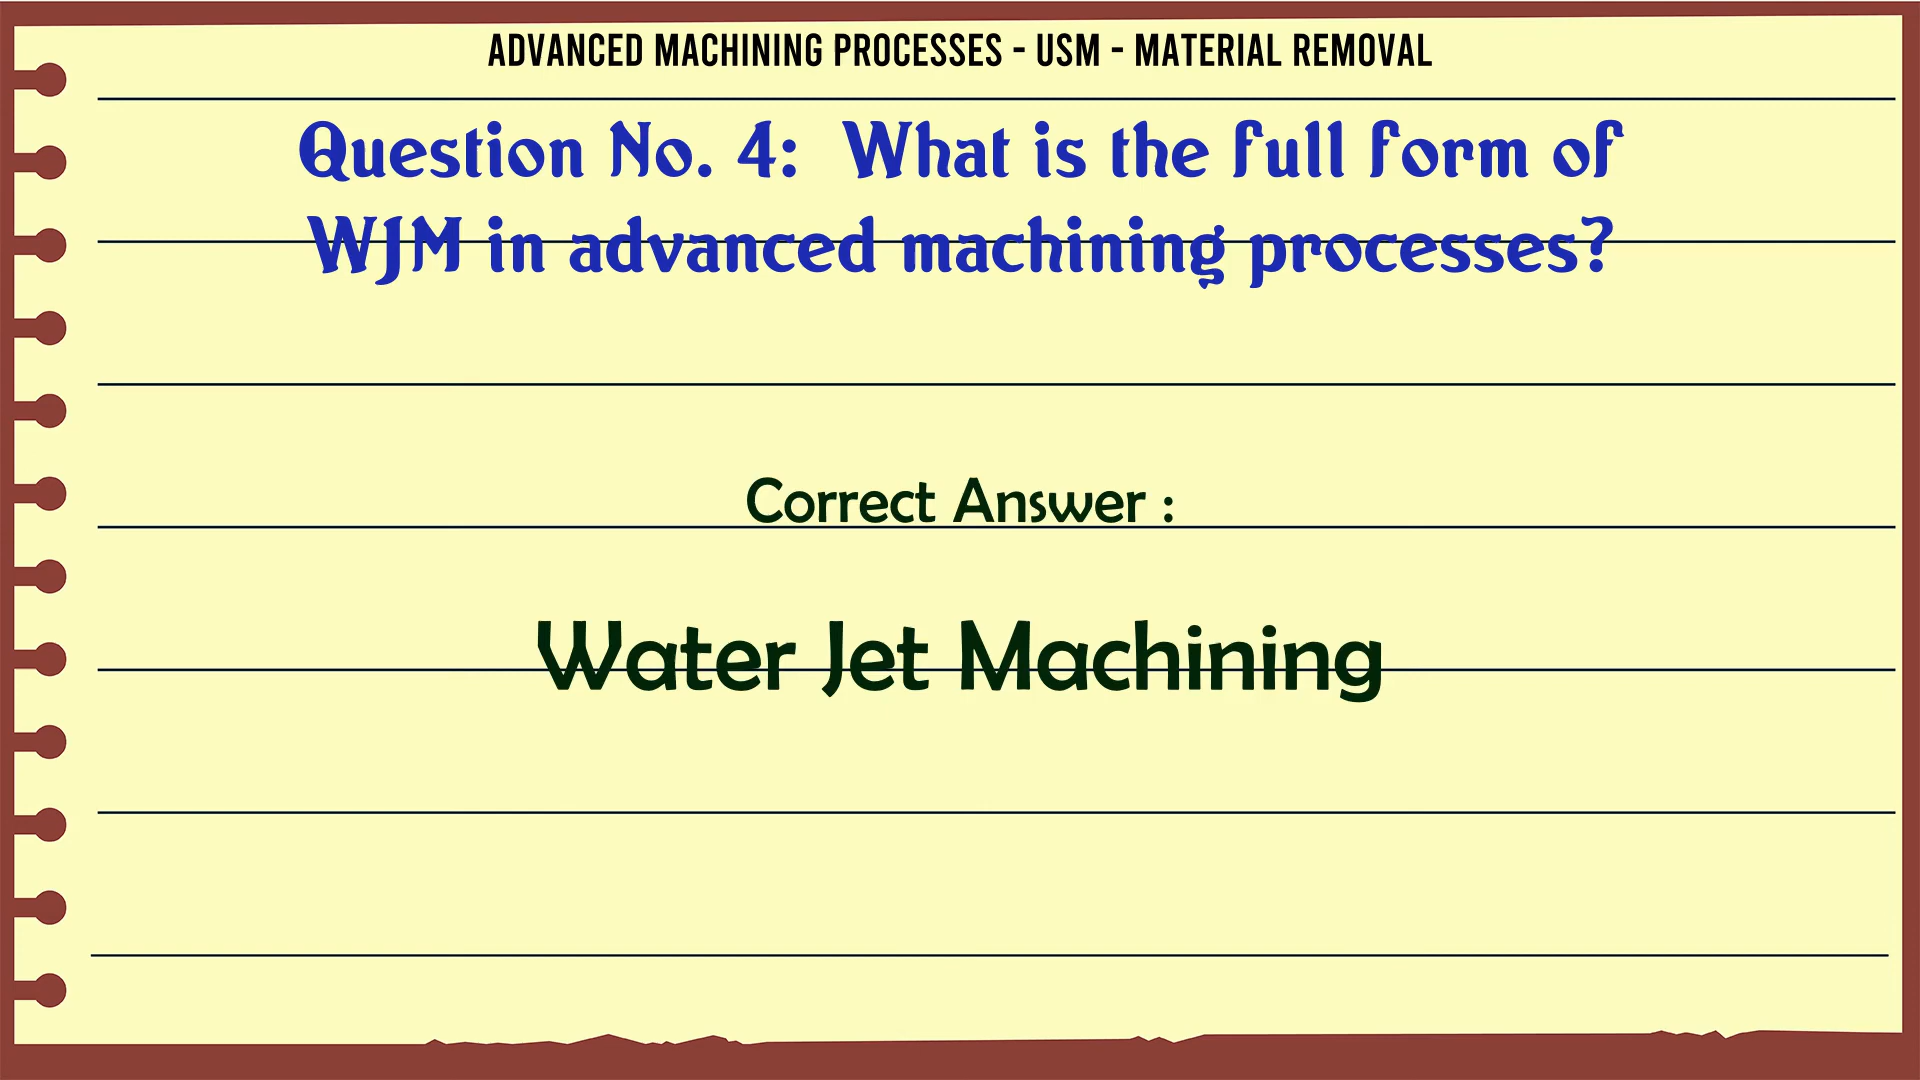 ADVANCED MACHINING PROCESSES - USM - MATERIAL REMOVAL
Question No. 4: What is the full form of
WJM in advanced machining processes?
Correct Answer :
Water Jet Machining